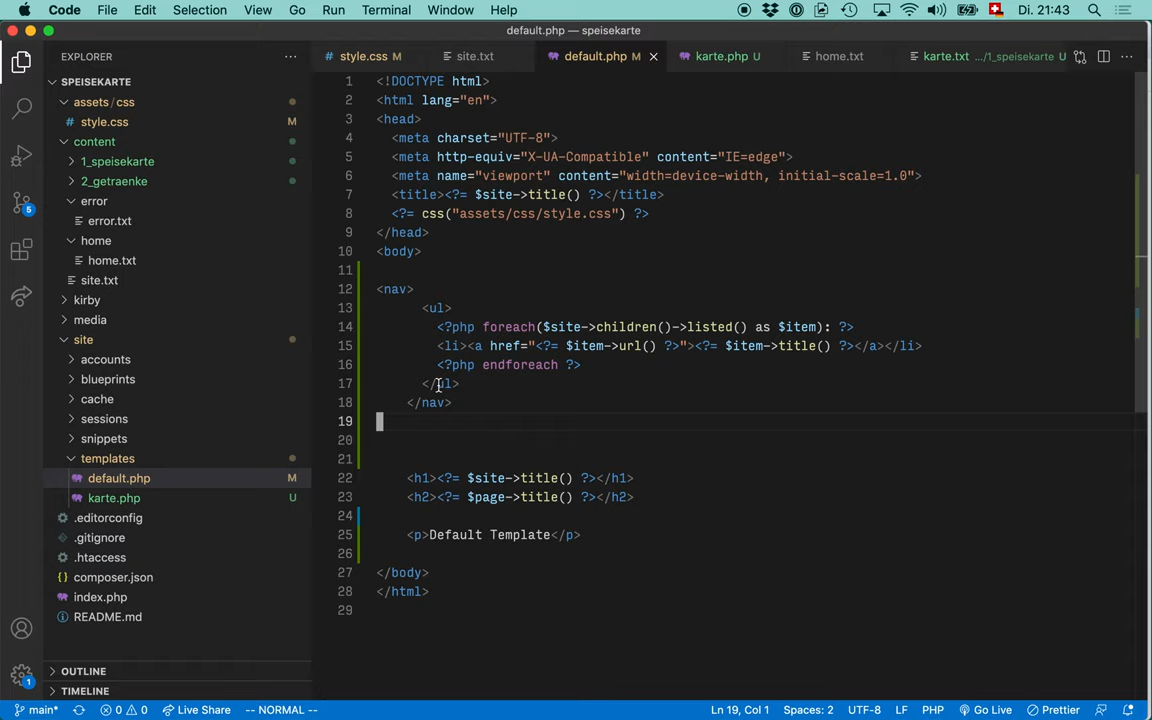 Code File Edit Selection View Go Run Terminal Window Help Di. 21:43
default.php — speisekarte
EXPLORER
style.css M
site.txt
default.php M
karte.php U
home.txt
karte.txt .../1_speisekarte U
SPEISEKARTE
assets / css
style.css M
content
1_speisekarte
2_getraenke
error
error.txt
home
home.txt
site.txt
kirby
media
site
accounts
blueprints
cache
sessions
snippets
templates
default.php M
karte.php U
.editorconfig
.gitignore
.htaccess
composer.json
index.php
README.md
OUTLINE
TIMELINE
5
1
1 <!DOCTYPE html>
2 <html lang="en">
3 <head>
4 <meta charset="UTF-8">
5 <meta http-equiv="X-UA-Compatible" content="IE=edge">
6 <meta name="viewport" content="width=device-width, initial-scale=1.0">
7 <title><?= $site->title() ?></title>
8 <?= css("assets/css/style.css") ?>
9 </head>
10 <body>
11
12 <nav>
13 <ul>
14 <?php foreach($site->children()->listed() as $item): ?>
15 <li><a href="<?= $item->url() ?>"><?= $item->title() ?></a></li>
16 <?php endforeach ?>
17 </ul>
18 </nav>
19
20
21
22 <h1><?= $site->title() ?></h1>
23 <h2><?= $page->title() ?></h2>
24
25 <p>Default Template</p>
26
27 </body>
28 </html>
29
main* 0 0 Live Share -- NORMAL -- Ln 19, Col 1 Spaces: 2 UTF-8 LF PHP Go Live Prettier